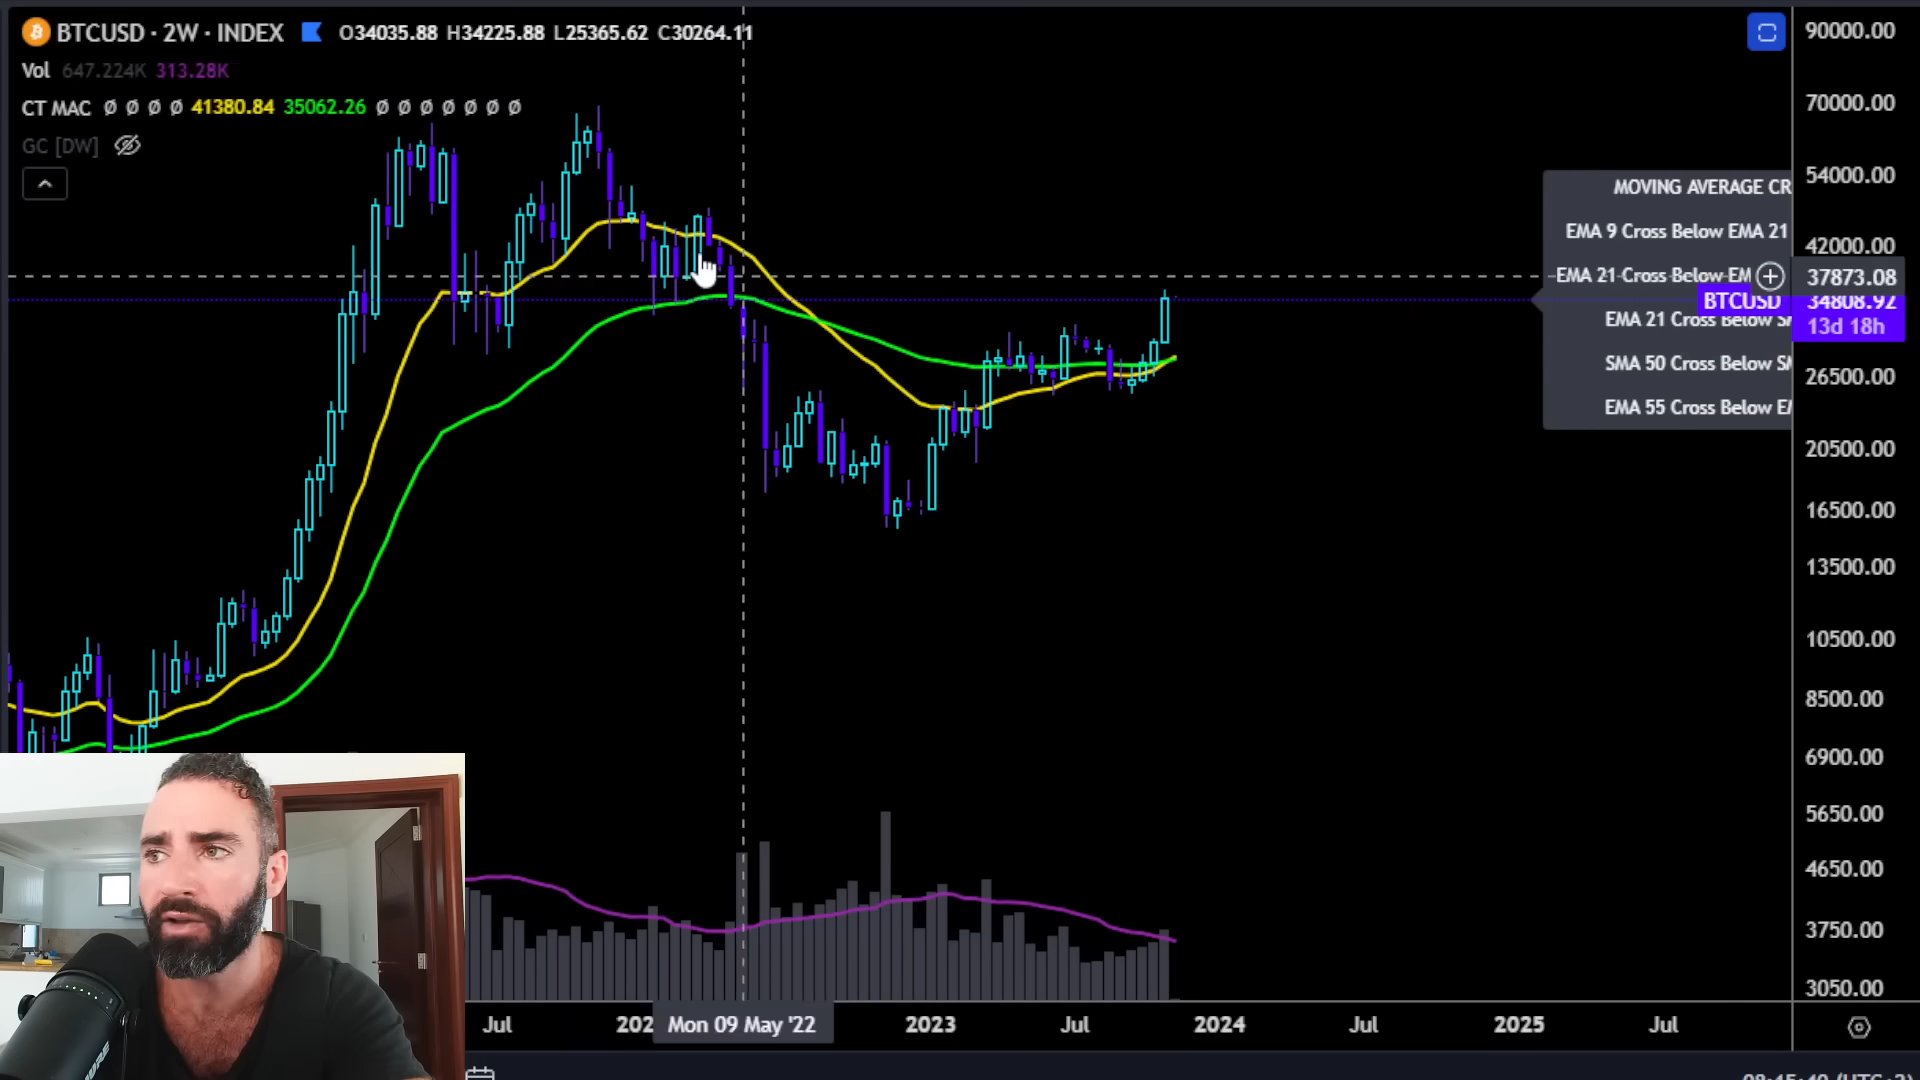 BTCUSD · 2W · INDEX O34035.88 H34225.88 L25365.62 C30264.11
Vol 647.224K 313.28K
CT MAC Ø Ø Ø Ø 41380.84 35062.26 Ø Ø Ø Ø Ø Ø Ø
GC [DW]
MOVING AVERAGE CR
EMA 9 Cross Below EMA 21
EMA 21 Cross Below EM
EMA 21 Cross Below SM
SMA 50 Cross Below SM
EMA 55 Cross Below EM
BTCUSD
90000.00
70000.00
54000.00
42000.00
37873.08
34808.92
13d 18h
26500.00
20500.00
16500.00
13500.00
10500.00
8500.00
6900.00
5650.00
4650.00
3750.00
3050.00
Jul 202 Mon 09 May '22 2023 Jul 2024 Jul 2025 Jul